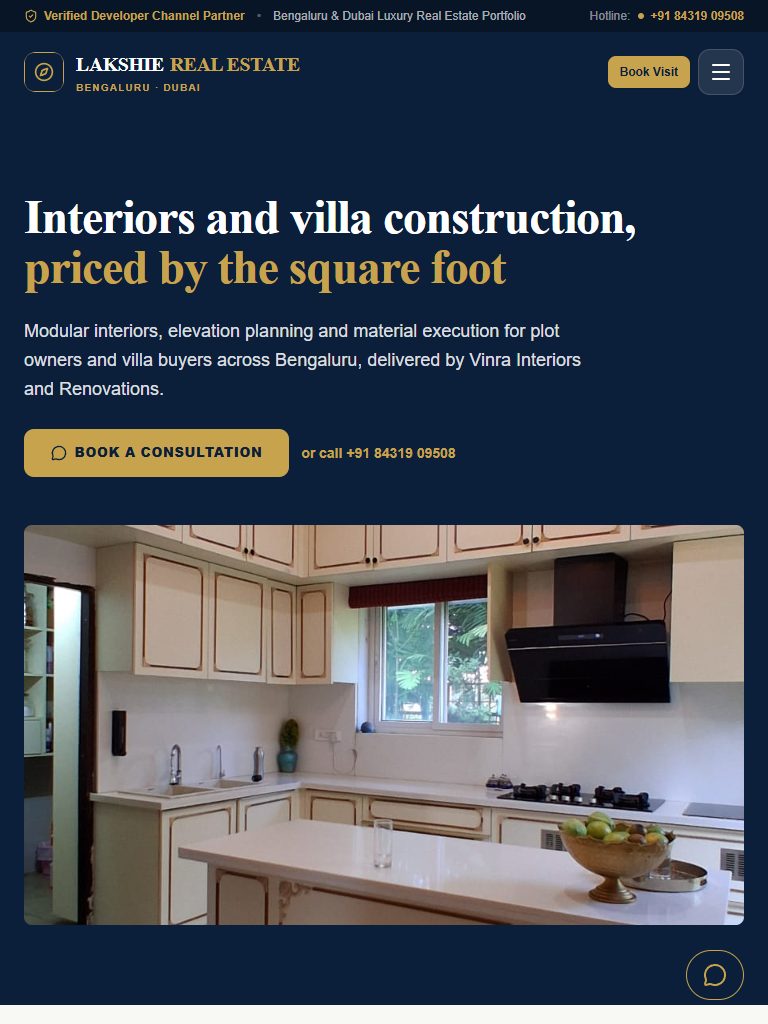 Verified Developer Channel Partner • Bengaluru & Dubai Luxury Real Estate Portfolio Hotline: +91 84319 09508
LAKSHIE REAL ESTATE
BENGALURU · DUBAI
Book Visit
Interiors and villa construction,
priced by the square foot
Modular interiors, elevation planning and material execution for plot
owners and villa buyers across Bengaluru, delivered by Vinra Interiors
and Renovations.
BOOK A CONSULTATION or call +91 84319 09508